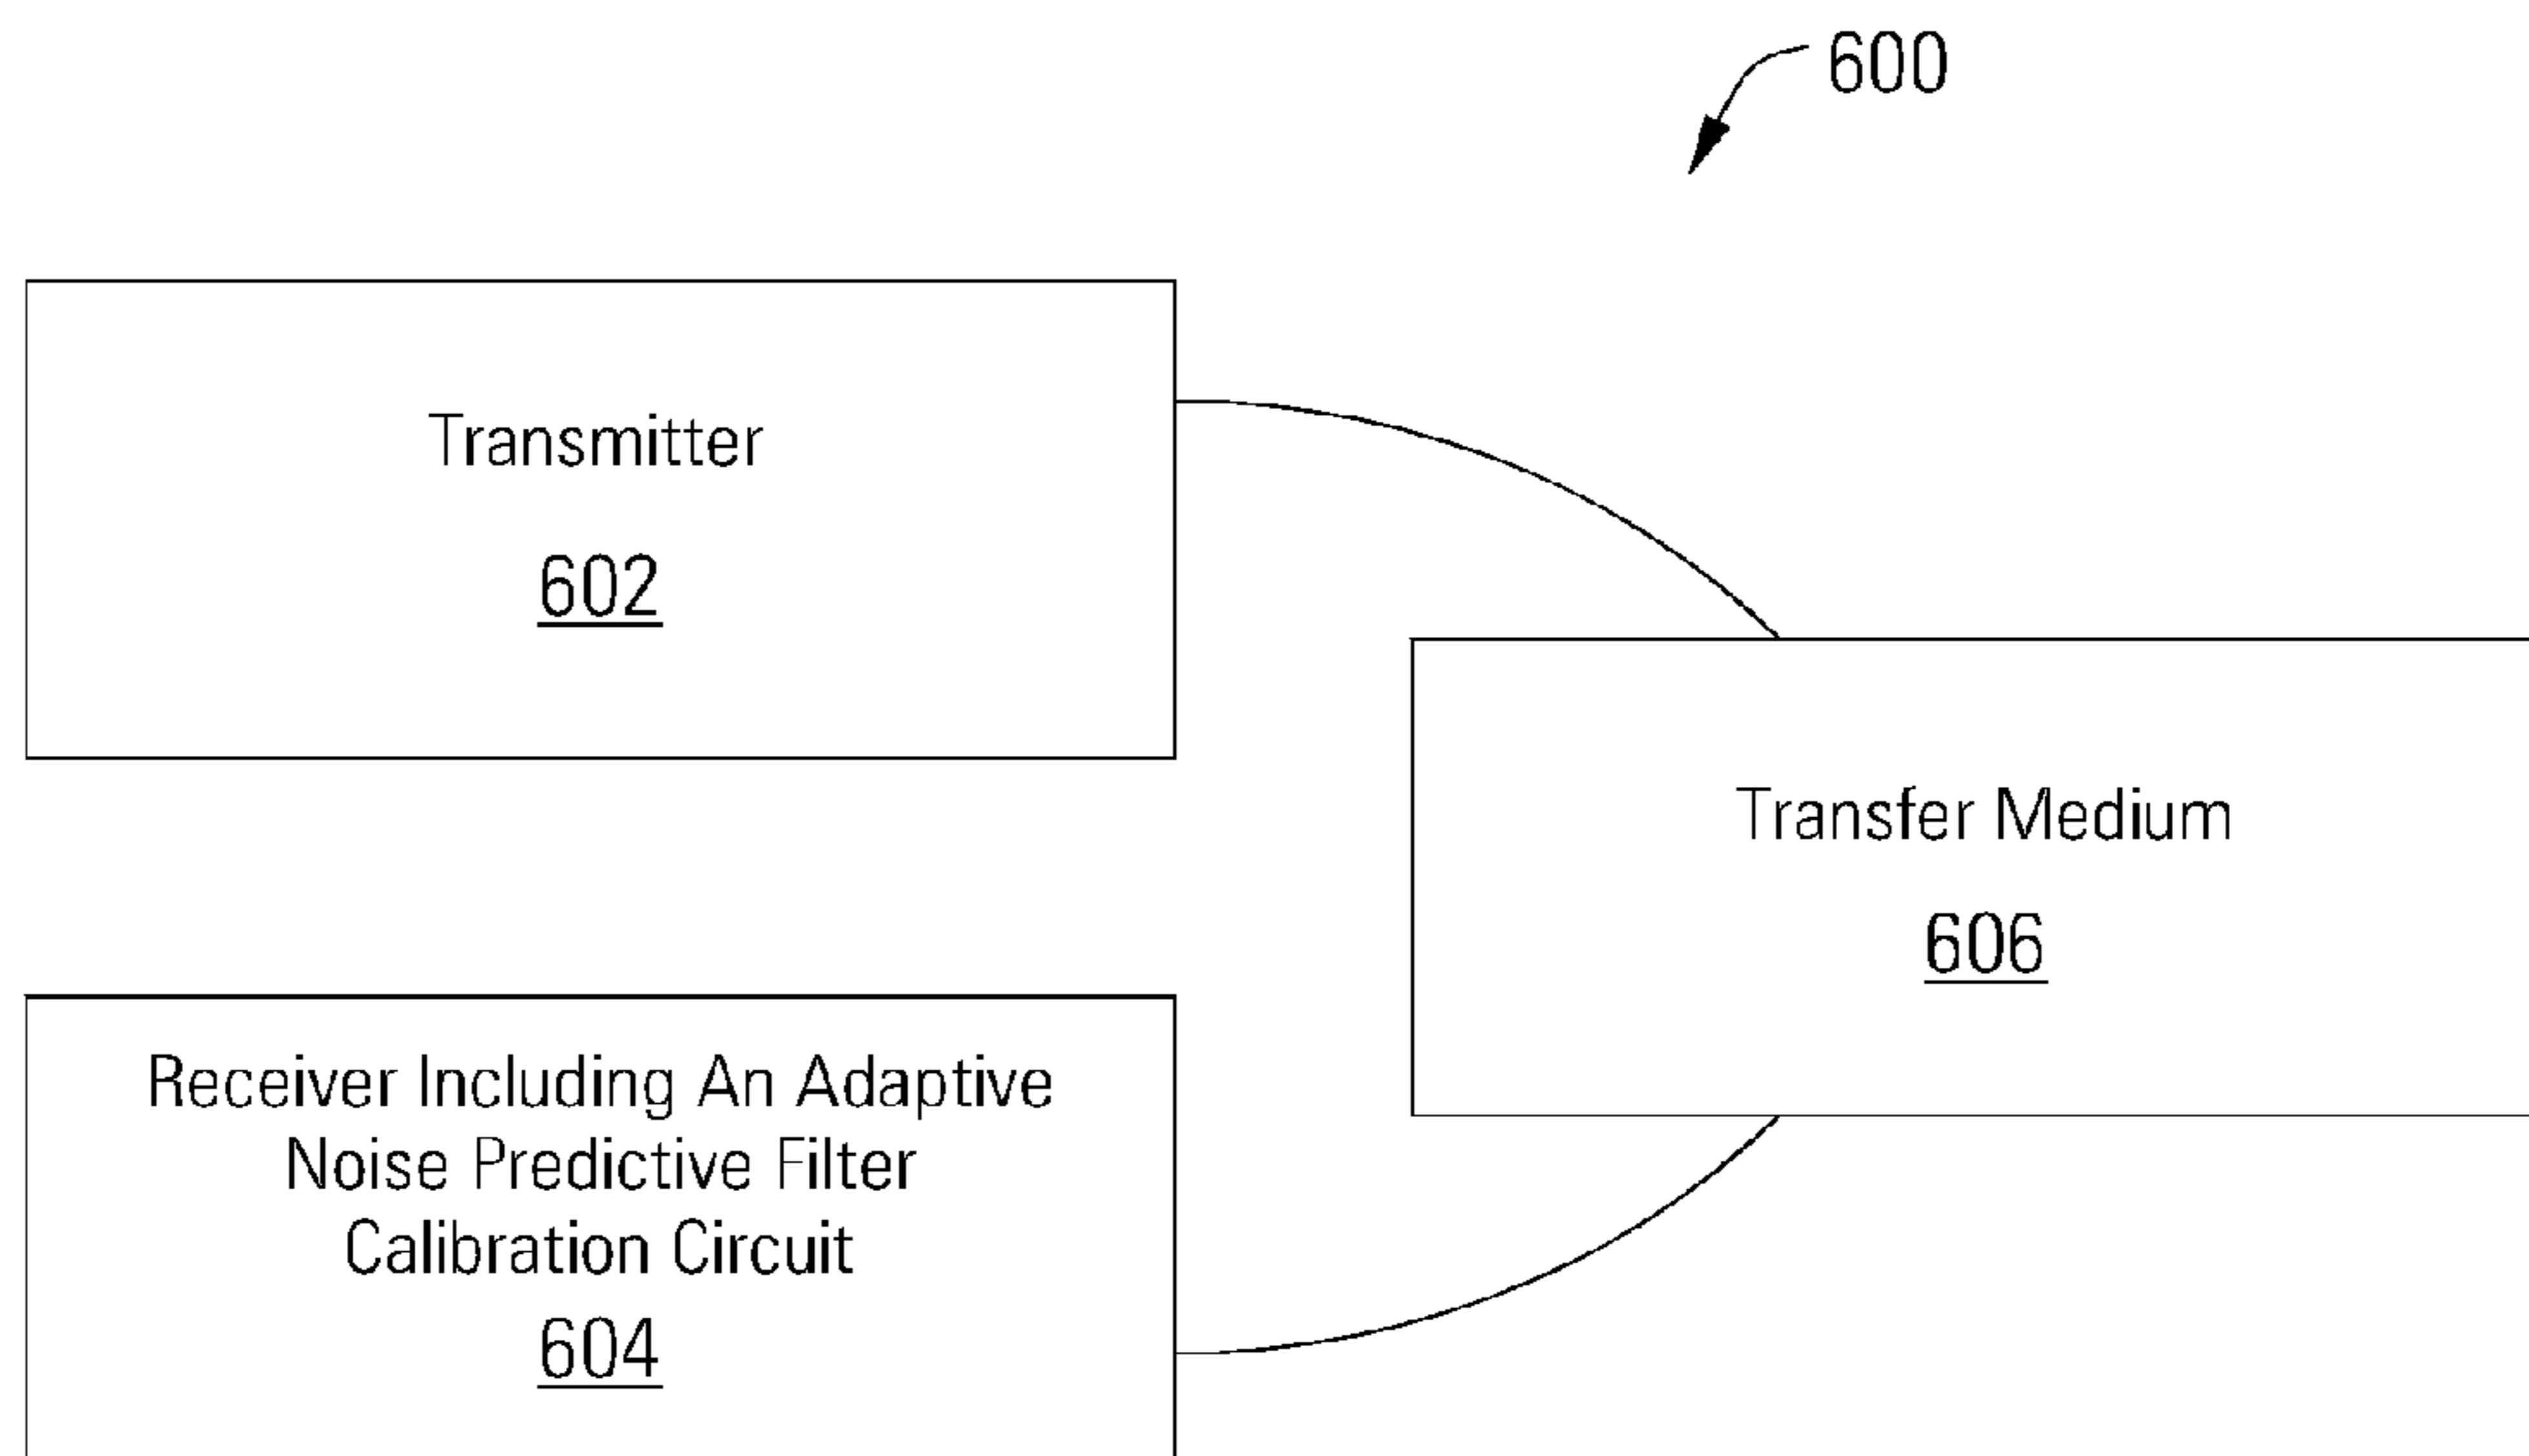 600
Transmitter
602
Transfer Medium
606
Receiver Including An Adaptive
Noise Predictive Filter
Calibration Circuit
604